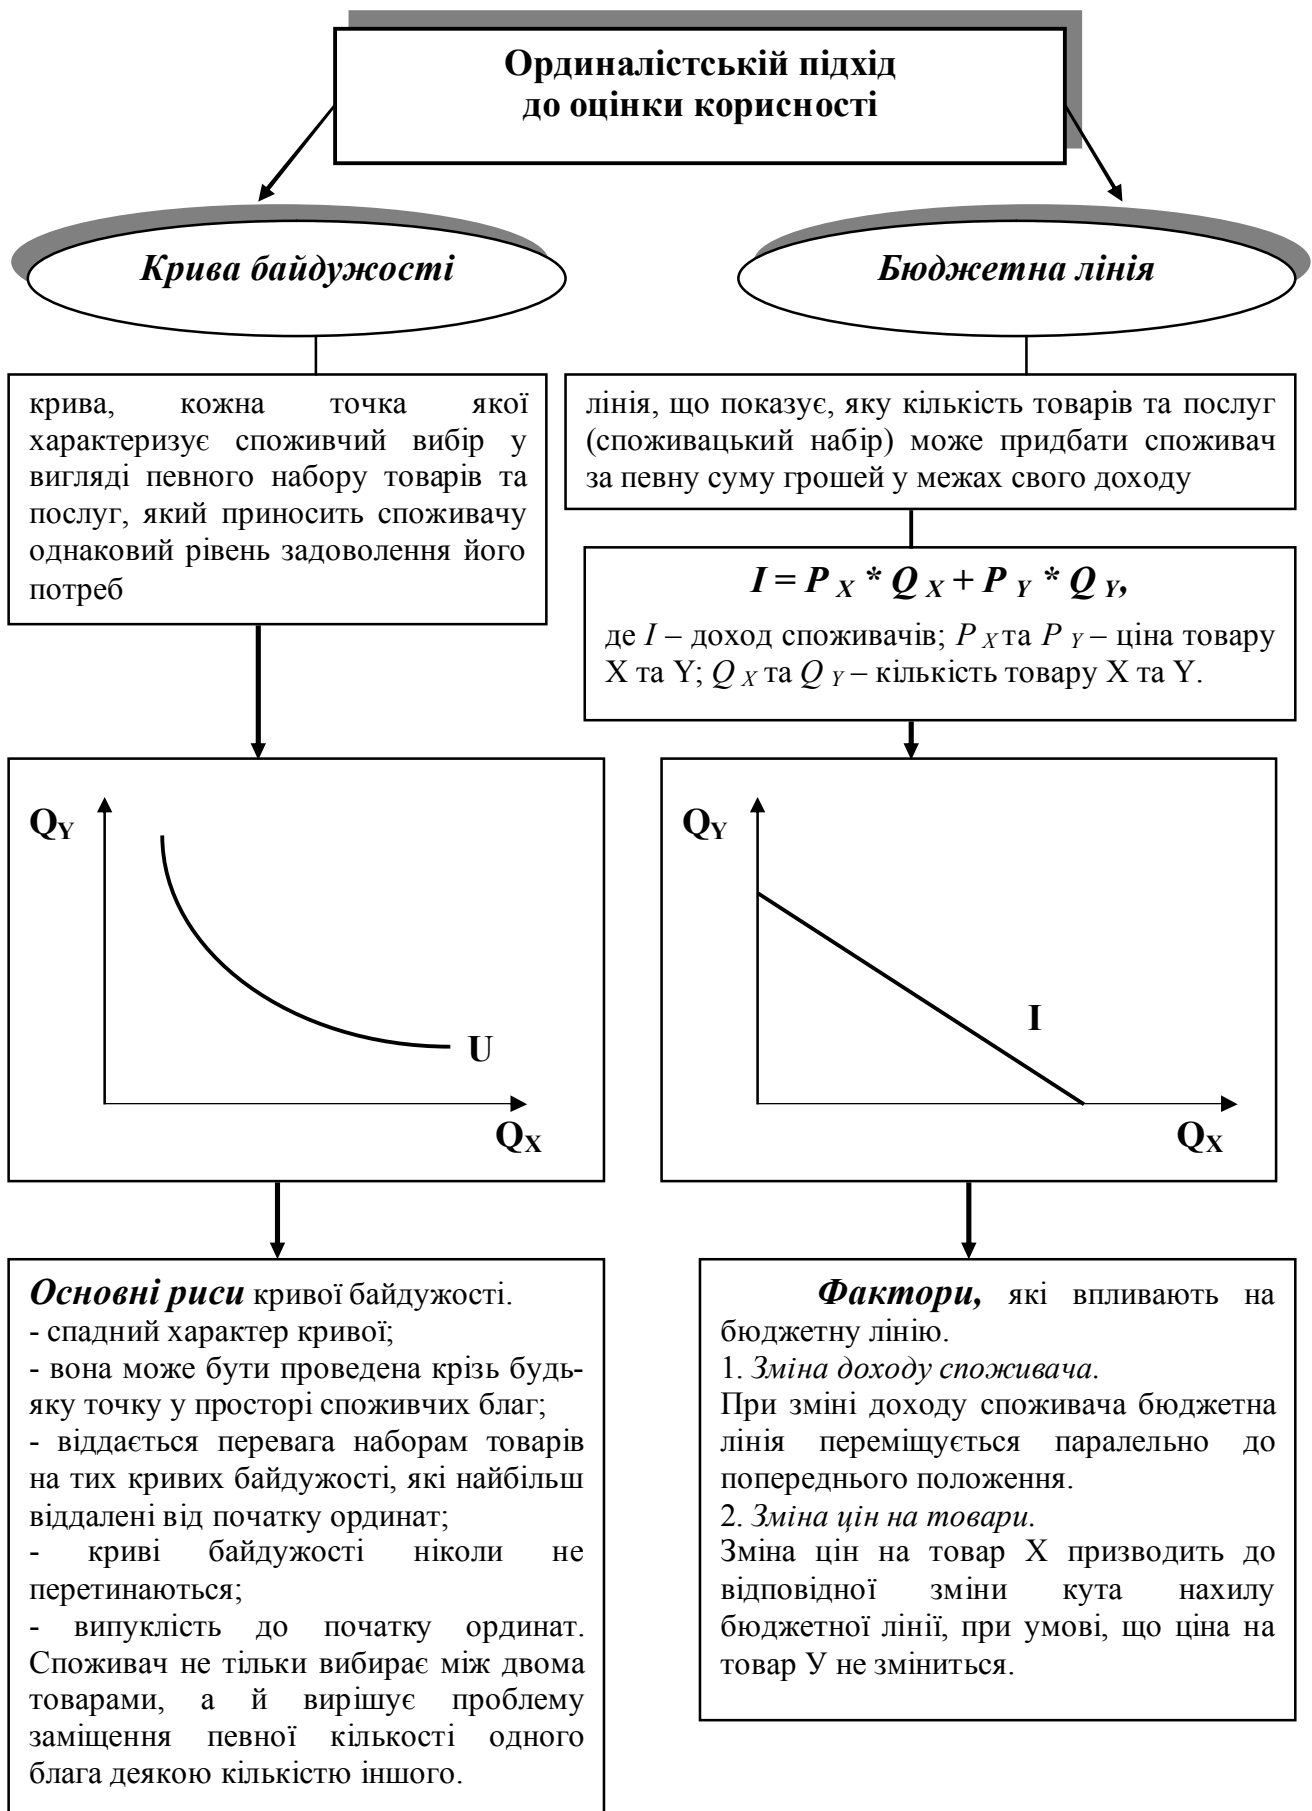 Ординалістській підхід
до оцінки корисності
Крива байдужості
Бюджетна лінія
крива, кожна точка якої
характеризує споживчий вибір у
вигляді певного набору товарів та
послуг, який приносить споживачу
однаковий рівень задоволення його
потреб
лінія, що показує, яку кількість товарів та послуг
(споживацький набір) може придбати споживач
за певну суму грошей у межах свого доходу
I = P X * Q X + P Y * Q Y,
де I – доход споживачів; P X та P Y – ціна товару
X та Y; Q X та Q Y – кількість товару X та Y.
QY
U
QX
QY
I
QX
Основні риси кривої байдужості.
- спадний характер кривої;
- вона може бути проведена крізь будь-
яку точку у просторі споживчих благ;
- віддається перевага наборам товарів
на тих кривих байдужості, які найбільш
віддалені від початку ординат;
- криві байдужості ніколи не
перетинаються;
- випуклість до початку ординат.
Споживач не тільки вибирає між двома
товарами, а й вирішує проблему
заміщення певної кількості одного
блага деякою кількістю іншого.
Фактори, які впливають на
бюджетну лінію.
1. Зміна доходу споживача.
При зміні доходу споживача бюджетна
лінія переміщується паралельно до
попереднього положення.
2. Зміна цін на товари.
Зміна цін на товар X призводить до
відповідної зміни кута нахилу
бюджетної лінії, при умові, що ціна на
товар У не зміниться.